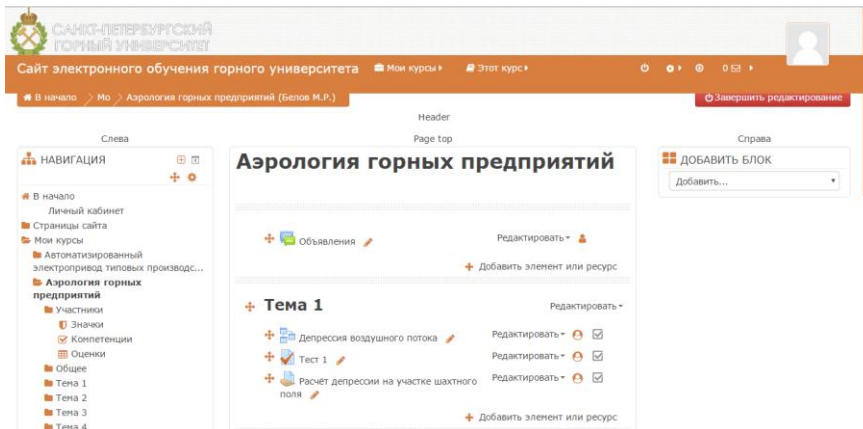 САНКТ-ПЕТЕРБУРГСКИЙ
ГОРНЫЙ УНИВЕРСИТЕТ
Сайт электронного обучения горного университета Мои курсы Этот курс 0
В начало Мо Аэрология горных предприятий (Белов М.Р.) Завершить редактирование
Header
Слева Page top Справа
НАВИГАЦИЯ
В начало
Личный кабинет
Страницы сайта
Мои курсы
Автоматизированный
электропривод типовых производс...
Аэрология горных
предприятий
Участники
Значки
Компетенции
Оценки
Общее
Тема 1
Тема 2
Тема 3
Тема 4
Аэрология горных предприятий
Объявления Редактировать
Добавить элемент или ресурс
Тема 1 Редактировать
Депрессия воздушного потока Редактировать
Тест 1 Редактировать
Расчёт депрессии на участке шахтного Редактировать
поля
Добавить элемент или ресурс
ДОБАВИТЬ БЛОК
Добавить...